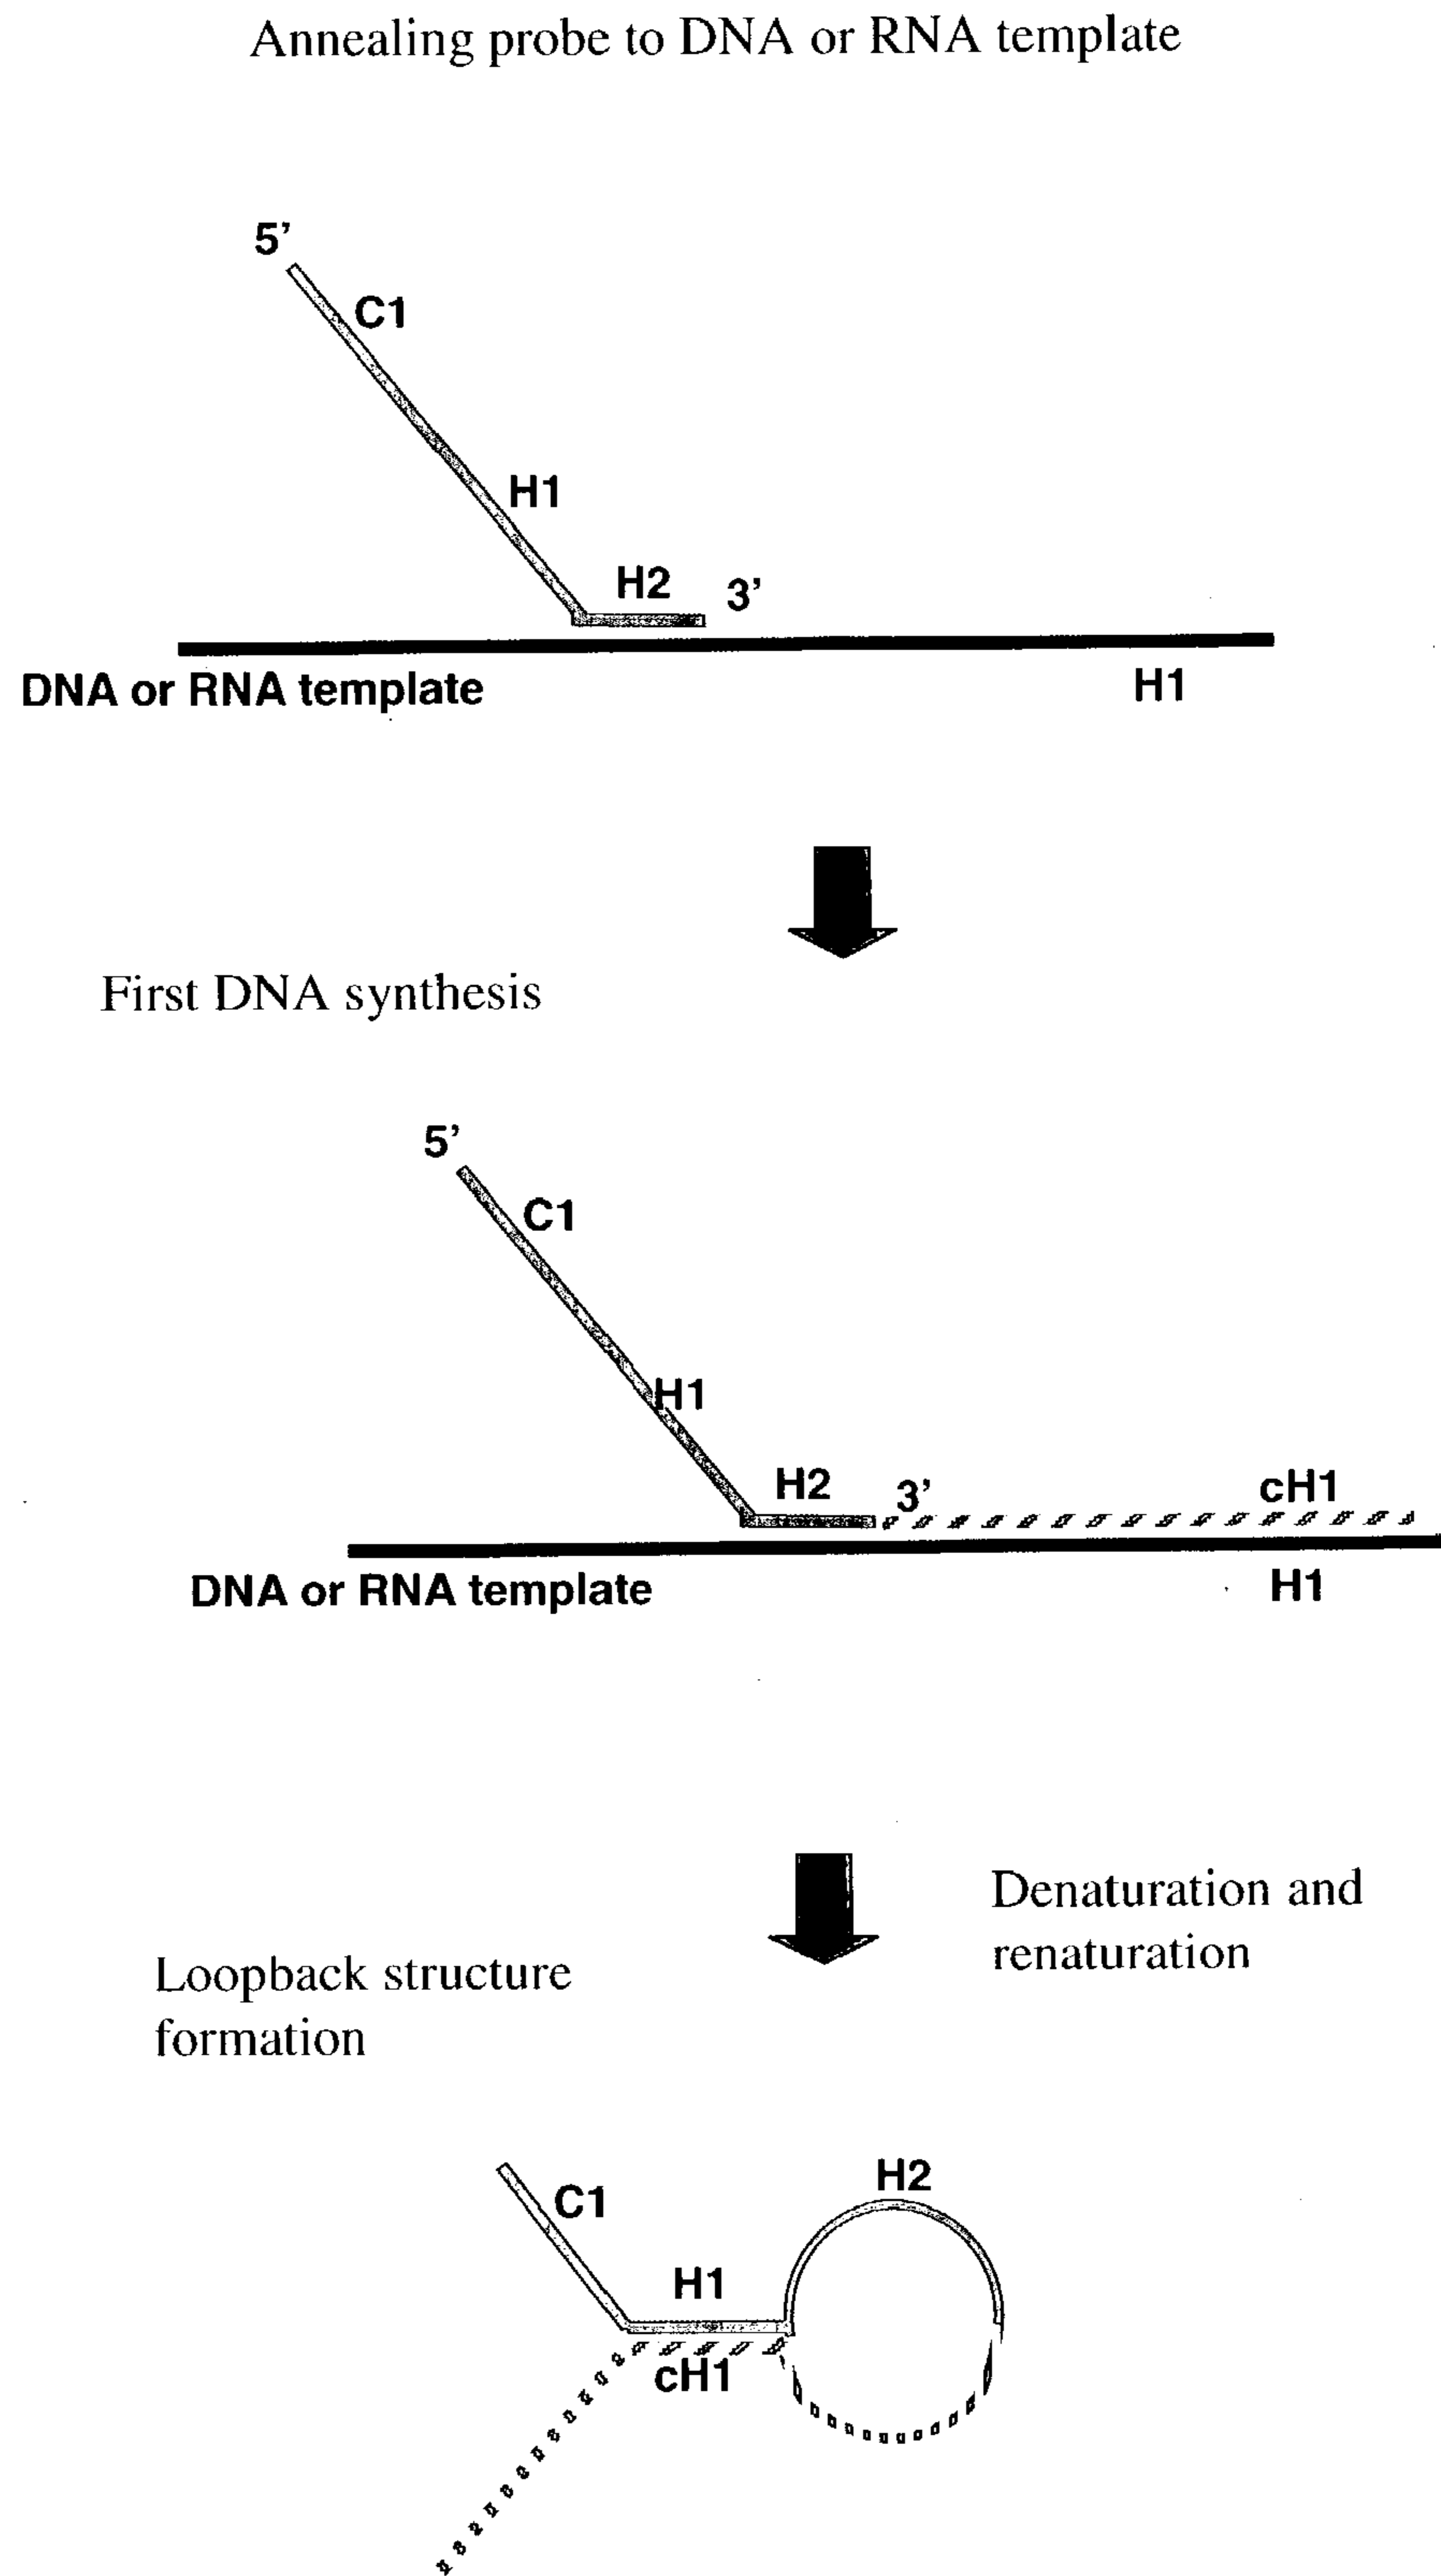 Annealing probe to DNA or RNA template
5’
C1
H1
H2
3’
DNA or RNA template
H1
First DNA synthesis
5’
C1
H1
H2
3’
cH1
DNA or RNA template
H1
Denaturation and
renaturation
Loopback structure
formation
H2
C1
H1
cH1